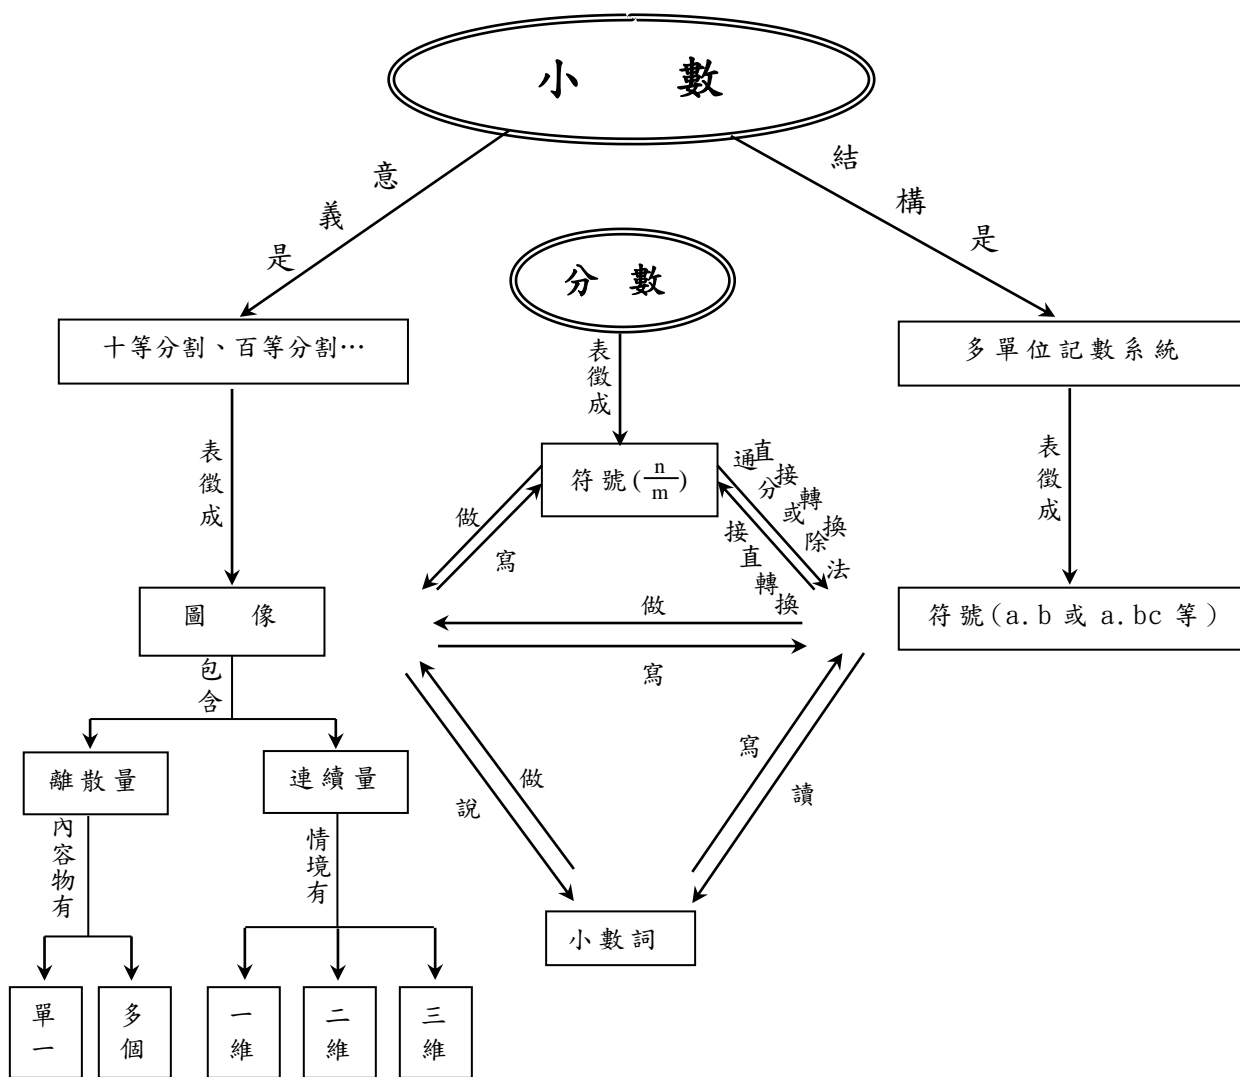 小 數
意義是
結構是
分 數
十等分割、百等分割…
多單位記數系統
表徵成
表徵成
表徵成
符號(n/m)
直接轉換
通分或除法
直接轉換
做
寫
圖 像
做
寫
符號(a.b 或 a.bc 等)
包含
離散量
連續量
做
說
寫
讀
內容物有
情境有
小數詞
單一
多個
一維
二維
三維